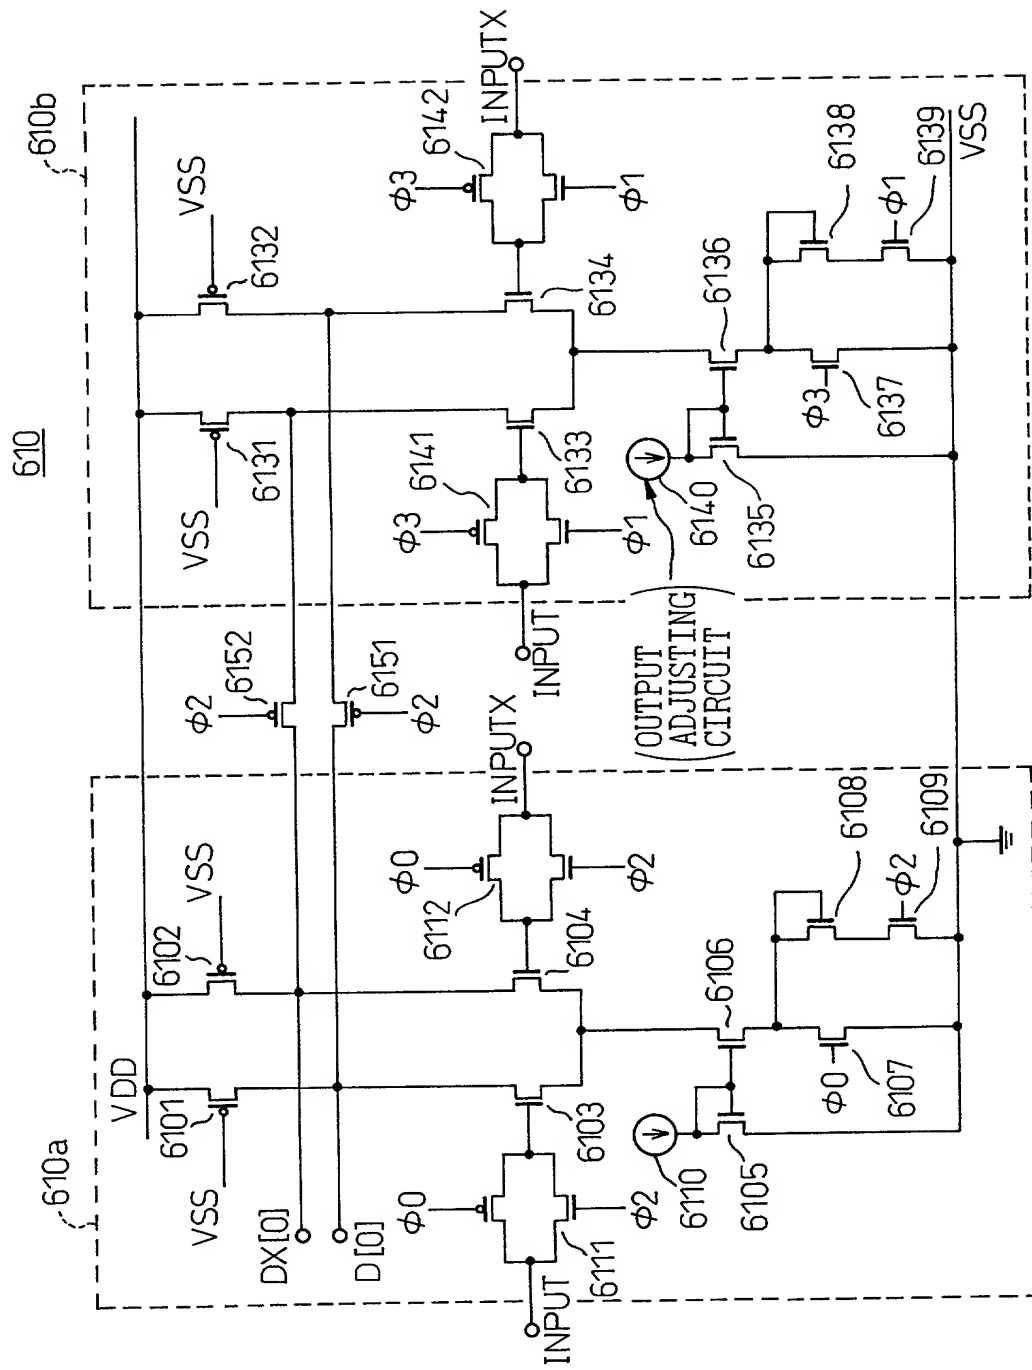 610
610a
610b
VDD
6101
VSS
6102
VSS
DX[0]
D[0]
ϕ2
6152
6151
ϕ2
VSS
6131
6132
VSS
ϕ0
INPUT
6111
ϕ2
6103
ϕ0
6112
6104
ϕ2
INPUTX
ϕ3
6141
INPUT
ϕ1
6133
ϕ3
6142
INPUTX
ϕ1
6134
6110
6105
6106
ϕ0
6107
6108
ϕ2
6109
(OUTPUT
ADJUSTING
CIRCUIT)
6140
6135
6136
ϕ3
6137
6138
ϕ1
6139
VSS